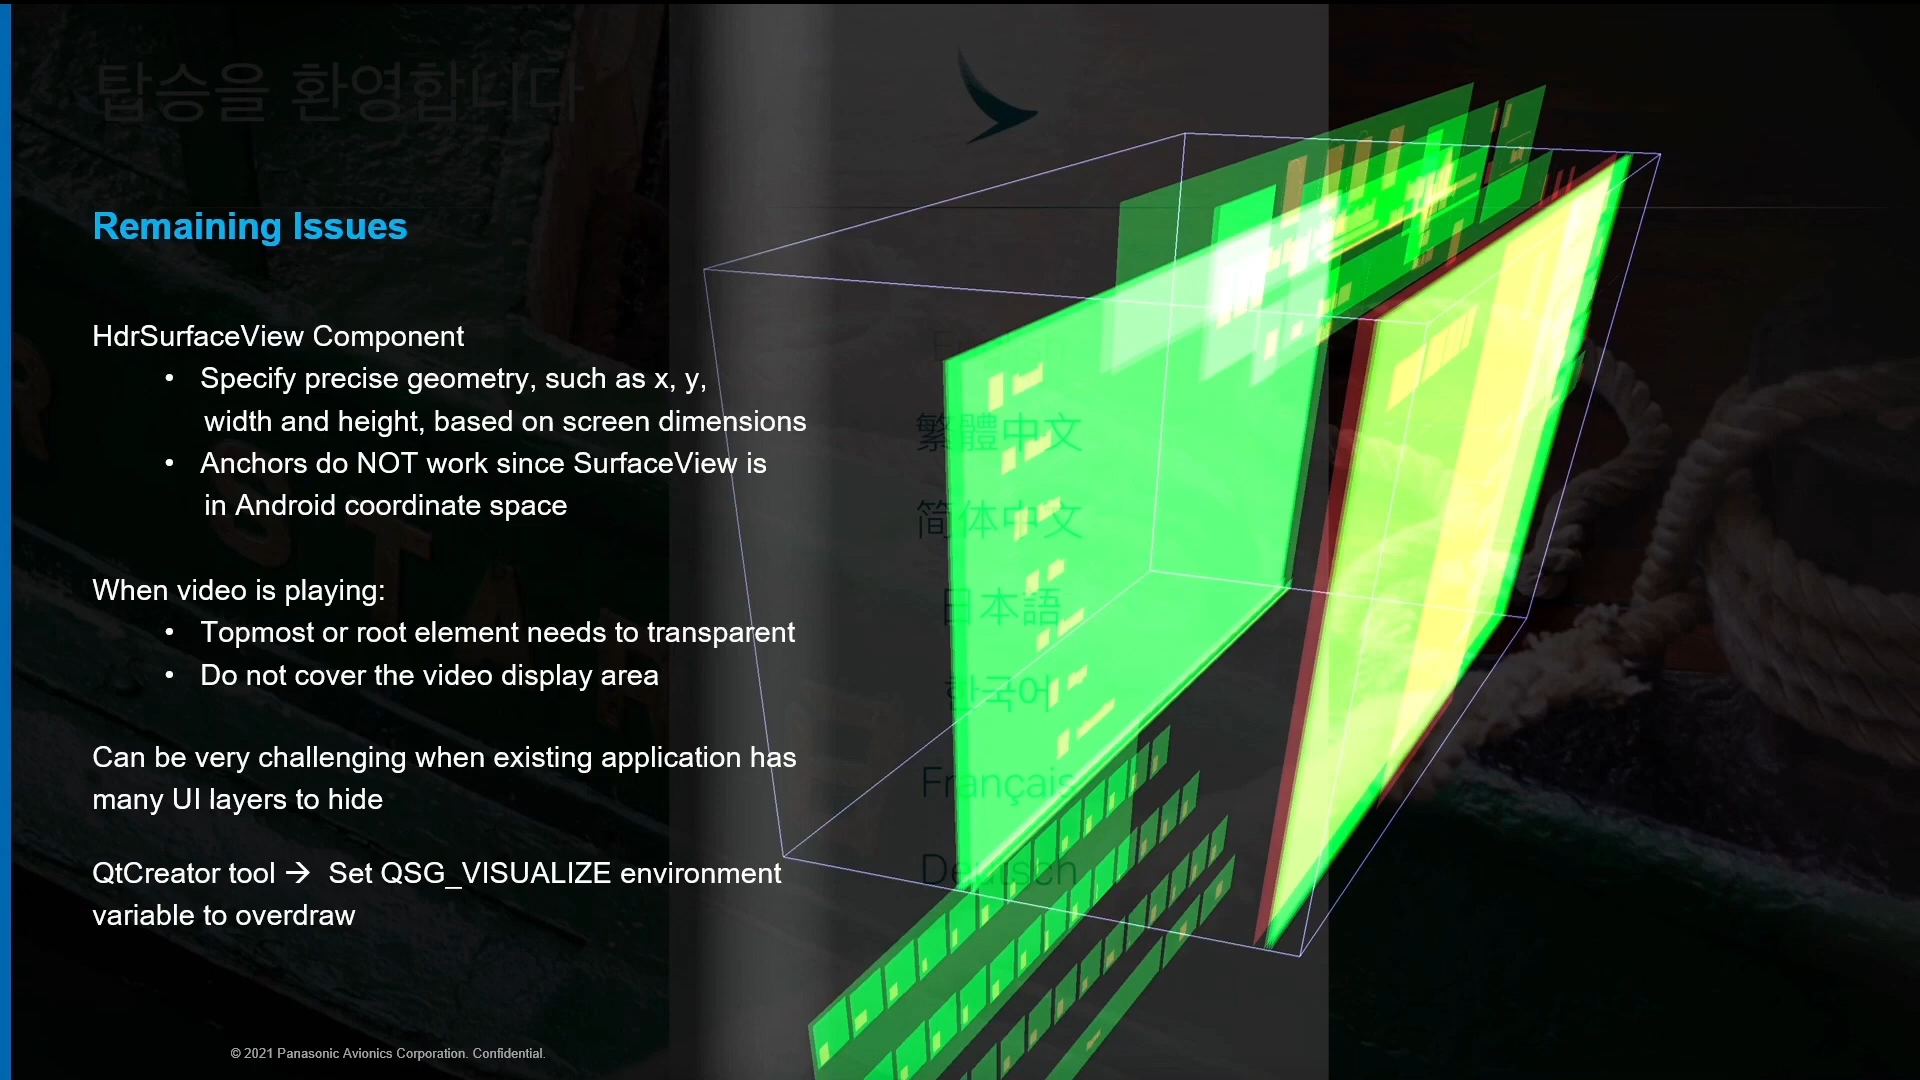 탑승을 환영합니다
Remaining Issues
HdrSurfaceView Component
• Specify precise geometry, such as x, y,
width and height, based on screen dimensions
• Anchors do NOT work since SurfaceView is
in Android coordinate space
When video is playing:
• Topmost or root element needs to transparent
• Do not cover the video display area
Can be very challenging when existing application has
many UI layers to hide
QtCreator tool → Set QSG_VISUALIZE environment
variable to overdraw
English
繁體中文
简体中文
日本語
한국어
Français
Deutsch
© 2021 Panasonic Avionics Corporation. Confidential.